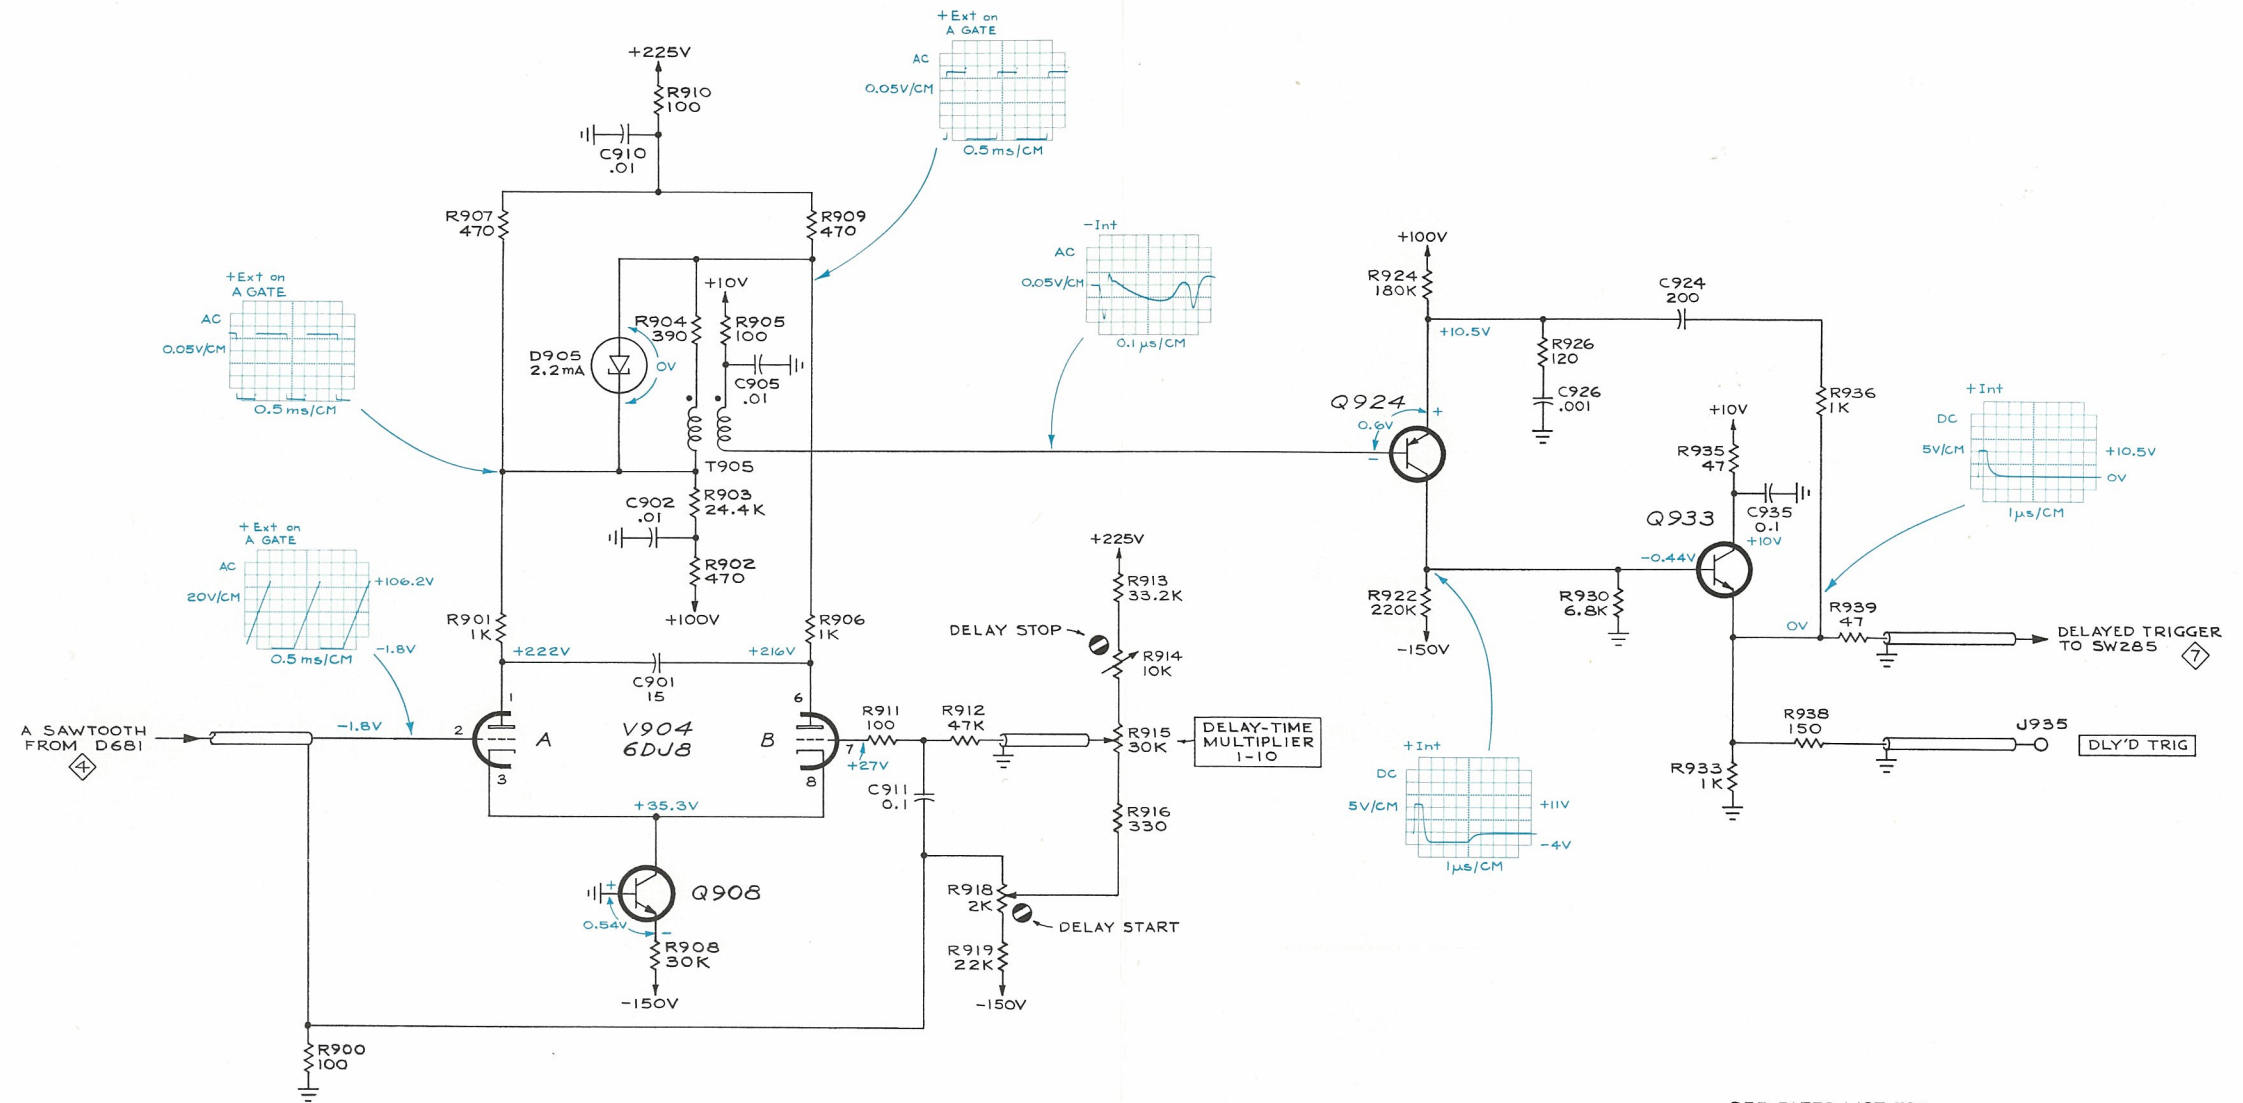 +Ext on
A GATE
AC
0.05V/CM
0.5ms/CM
+225V
R910
100
C910
.01
R907
470
R909
470
-Int
AC
0.05V/CM
0.1µs/CM
+100V
R924
180K
C924
200
+10.5V
R926
120
C926
.001
R936
1K
+Ext on
A GATE
AC
0.05V/CM
0.5ms/CM
+10V
R904
390
R905
100
D905
2.2mA
0V
C905
.01
T905
Q924
0.6V
+
-
+10V
R935
47
C935
0.1
+10V
Q933
-0.44V
+Int
DC
5V/CM
+10.5V
0V
1µs/CM
C902
.01
R903
24.4K
R902
470
+100V
+Ext on
A GATE
AC
20V/CM
+106.2V
-1.8V
0.5ms/CM
R901
1K
R906
1K
+222V
+216V
C901
15
+225V
R913
33.2K
DELAY STOP
R914
10K
R922
220K
-150V
R930
6.8K
0V
R939
47
DELAYED TRIGGER
TO SW285
7
A SAWTOOTH
FROM D681
4
-1.8V
2
1
3
A
V904
6DJ8
B
6
7
8
+27V
R911
100
R912
47K
R915
30K
DELAY-TIME
MULTIPLIER
1-10
C911
0.1
R916
330
+35.3V
R938
150
J935
DLY'D TRIG
R933
1K
+Int
DC
5V/CM
+11V
-4V
1µs/CM
Q908
+
0.54V
-
R908
30K
-150V
R918
2K
DELAY START
R919
22K
-150V
R900
100